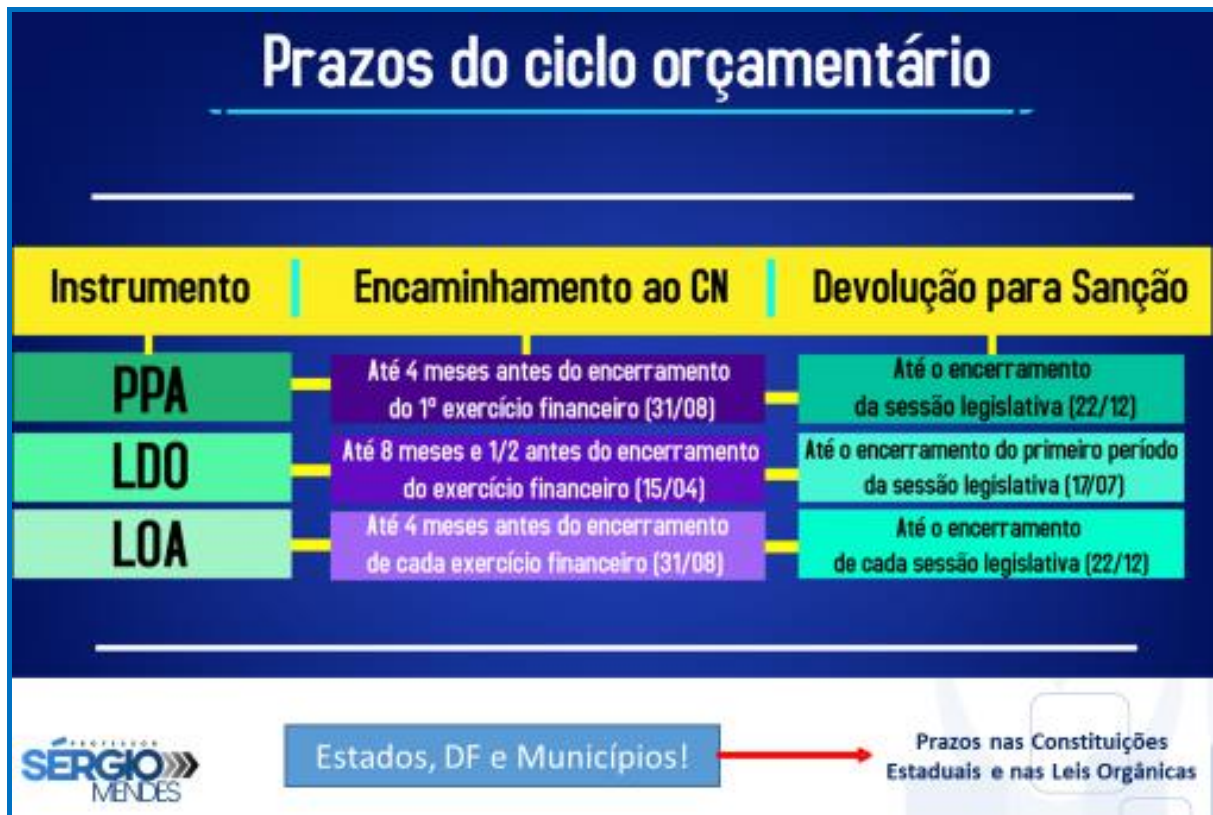 Prazos do ciclo orçamentário
Instrumento
Encaminhamento ao CN
Devolução para Sanção
PPA
Até 4 meses antes do encerramento
do 1º exercício financeiro (31/08)
Até o encerramento
da sessão legislativa (22/12)
LDO
Até 8 meses e 1/2 antes do encerramento
do exercício financeiro (15/04)
Até o encerramento do primeiro período
da sessão legislativa (17/07)
LOA
Até 4 meses antes do encerramento
de cada exercício financeiro (31/08)
Até o encerramento
de cada sessão legislativa (22/12)
PROFESSOR
SÉRGIO
MENDES
Estados, DF e Municípios!
Prazos nas Constituições
Estaduais e nas Leis Orgânicas